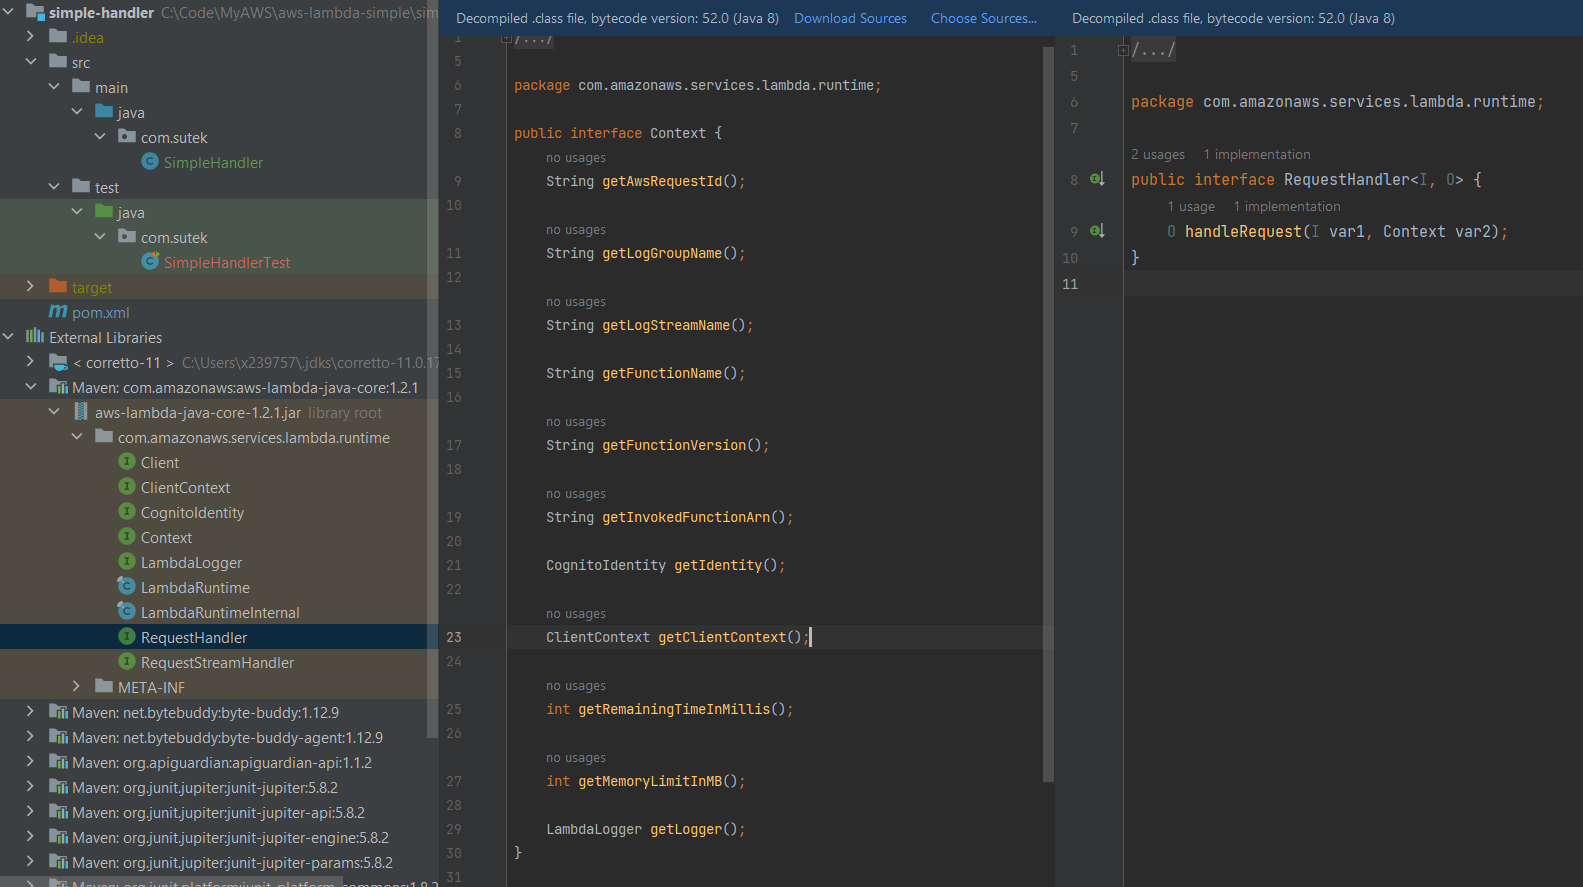 simple-handler C:\Code\MyAWS\aws-lambda-simple\sim
.idea
src
main
java
com.sutek
SimpleHandler
test
java
com.sutek
SimpleHandlerTest
target
pom.xml
External Libraries
< corretto-11 > C:\Users\x239757\.jdks\corretto-11.0.17
Maven: com.amazonaws:aws-lambda-java-core:1.2.1
aws-lambda-java-core-1.2.1.jar library root
com.amazonaws.services.lambda.runtime
Client
ClientContext
CognitoIdentity
Context
LambdaLogger
LambdaRuntime
LambdaRuntimeInternal
RequestHandler
RequestStreamHandler
META-INF
Maven: net.bytebuddy:byte-buddy:1.12.9
Maven: net.bytebuddy:byte-buddy-agent:1.12.9
Maven: org.apiguardian:apiguardian-api:1.1.2
Maven: org.junit.jupiter:junit-jupiter:5.8.2
Maven: org.junit.jupiter:junit-jupiter-api:5.8.2
Maven: org.junit.jupiter:junit-jupiter-engine:5.8.2
Maven: org.junit.jupiter:junit-jupiter-params:5.8.2
Maven: org.junit.platform:junit-platform-commons:1.8.2
Decompiled .class file, bytecode version: 52.0 (Java 8) Download Sources Choose Sources...
1 /.../
5
6 package com.amazonaws.services.lambda.runtime;
7
8 public interface Context {
no usages
9 String getAwsRequestId();
10
no usages
11 String getLogGroupName();
12
no usages
13 String getLogStreamName();
14
15 String getFunctionName();
16
no usages
17 String getFunctionVersion();
18
no usages
19 String getInvokedFunctionArn();
20
21 CognitoIdentity getIdentity();
22
no usages
23 ClientContext getClientContext();
24
no usages
25 int getRemainingTimeInMillis();
26
no usages
27 int getMemoryLimitInMB();
28
29 LambdaLogger getLogger();
30 }
31
Decompiled .class file, bytecode version: 52.0 (Java 8)
1 /.../
5
6 package com.amazonaws.services.lambda.runtime;
7
2 usages 1 implementation
8 public interface RequestHandler<I, O> {
1 usage 1 implementation
9 O handleRequest(I var1, Context var2);
10 }
11